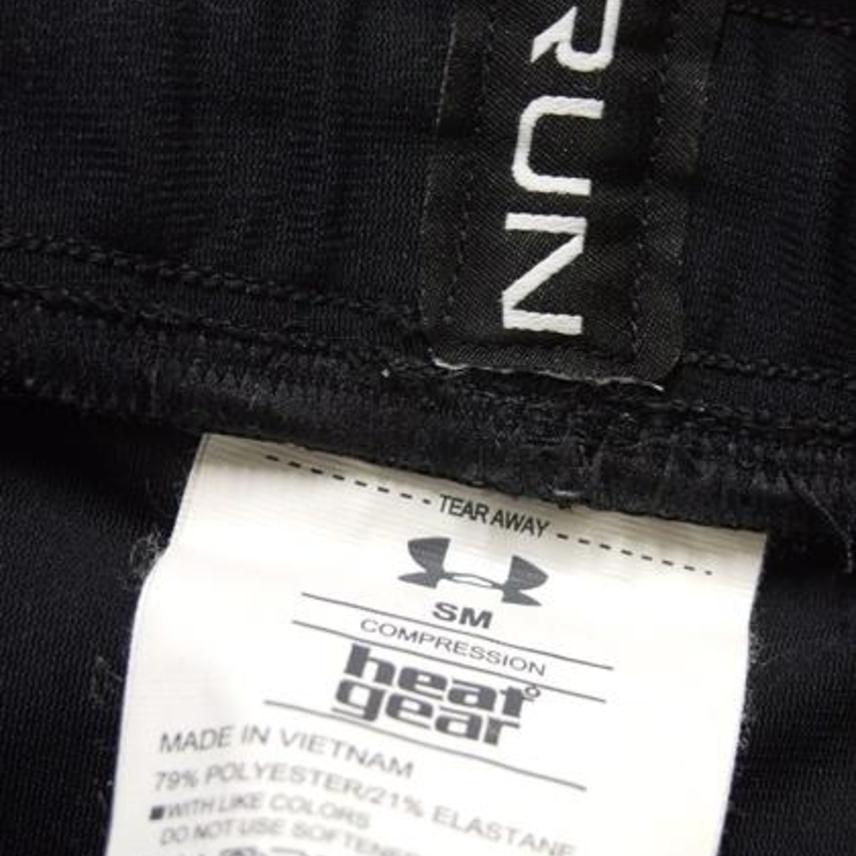 RUN
TEAR AWAY
SM
COMPRESSION
heat
gear
MADE IN VIETNAM
79% POLYESTER/21% ELASTANE
WITH LIKE COLORS
DO NOT USE SOFTENE